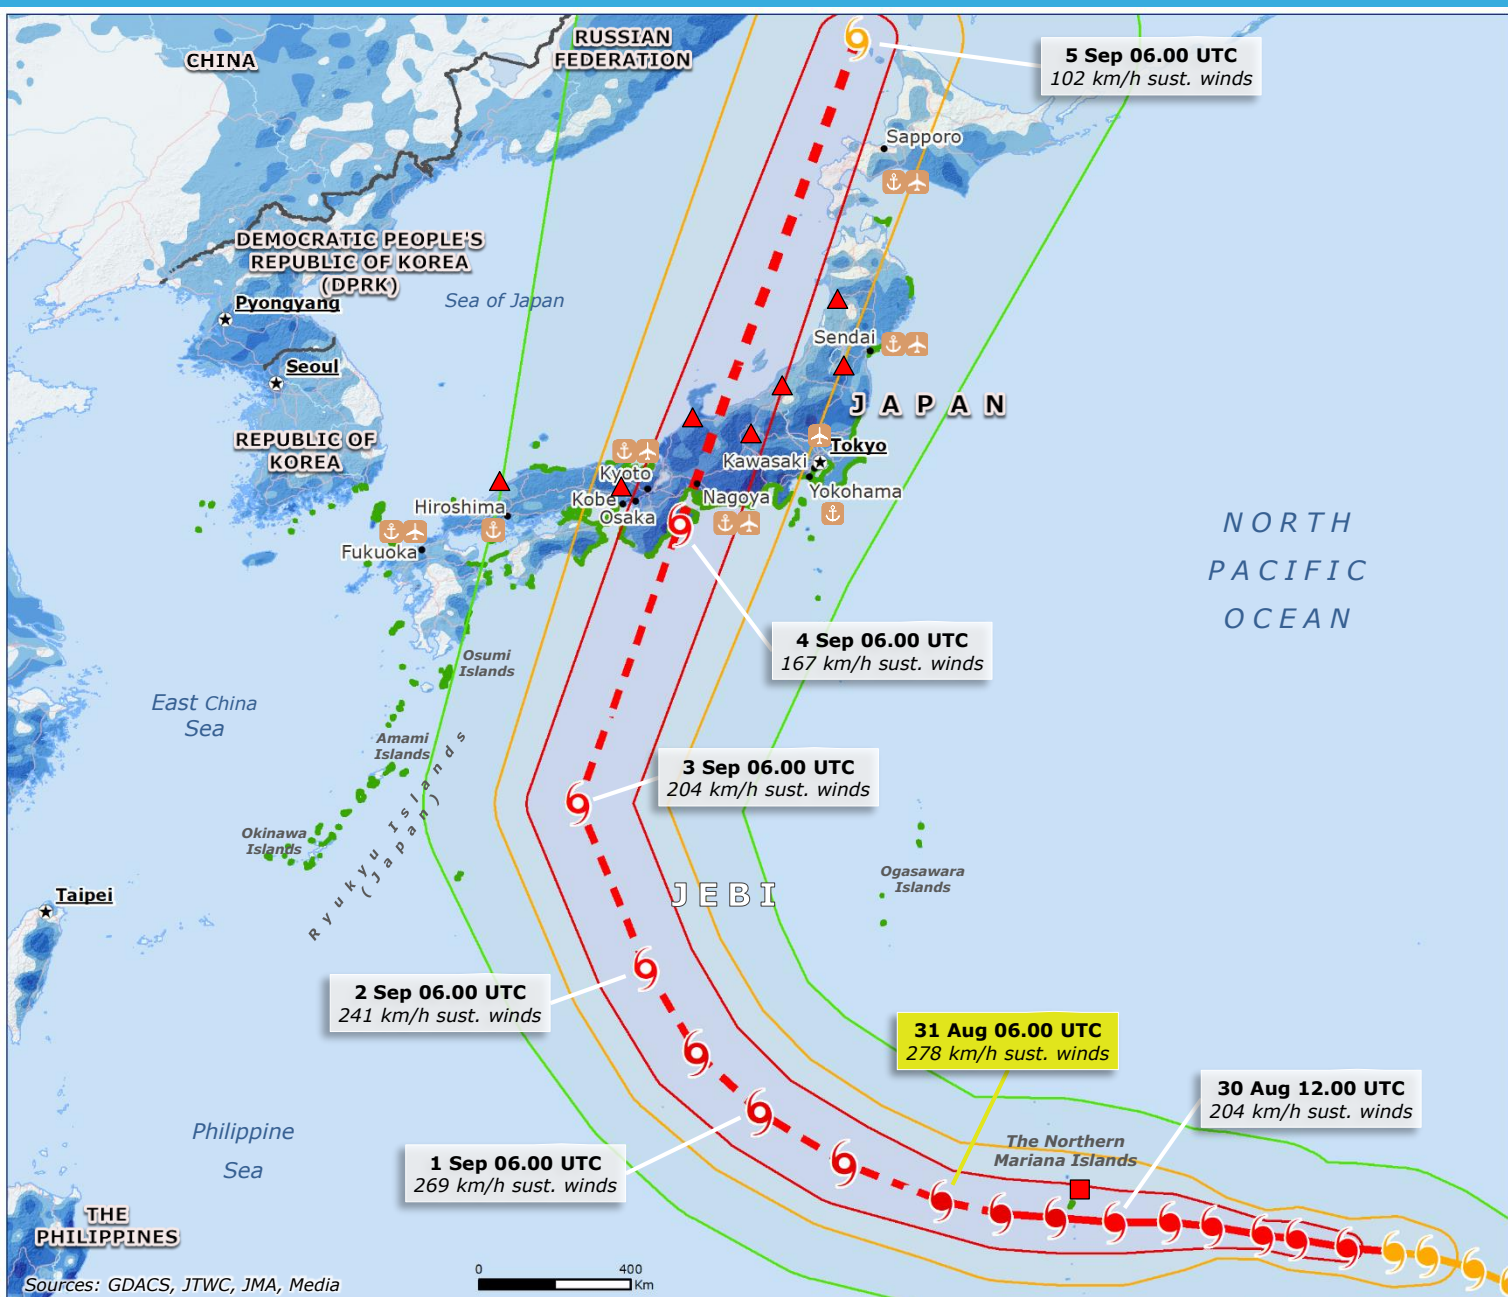 RUSSIAN
FEDERATION
CHINA
5 Sep 06.00 UTC
102 km/h sust. winds
Sapporo
DEMOCRATIC PEOPLE'S
REPUBLIC OF KOREA
(DPRK)
Sea of Japan
Pyongyang
Sendai
Seoul
JAPAN
REPUBLIC OF
KOREA
Tokyo
Kawasaki
Kyoto
Yokohama
Nagoya
Kobe
Hiroshima
Osaka
Fukuoka
NORTH
PACIFIC
OCEAN
4 Sep 06.00 UTC
167 km/h sust. winds
Osumi
Islands
East China
Sea
Amami
Islands
3 Sep 06.00 UTC
204 km/h sust. winds
Ryukyu Islands
(Japan)
Okinawa
Islands
Ogasawara
Islands
JEBI
Taipei
2 Sep 06.00 UTC
241 km/h sust. winds
31 Aug 06.00 UTC
278 km/h sust. winds
30 Aug 12.00 UTC
204 km/h sust. winds
Philippine
Sea
The Northern
Mariana Islands
1 Sep 06.00 UTC
269 km/h sust. winds
THE
PHILIPPINES
Sources: GDACS, JTWC, JMA, Media
0 400
Km